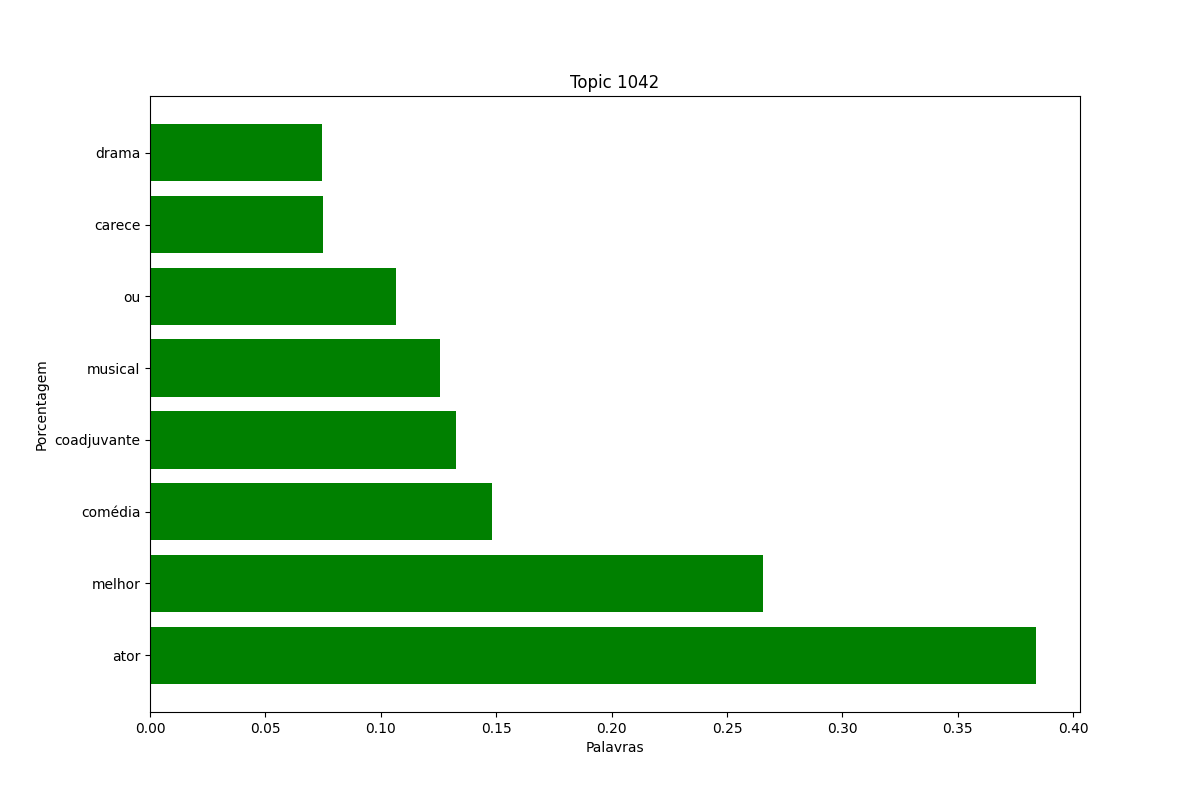 Topic 1042
drama
carece
ou
musical
coadjuvante
comédia
melhor
ator
Porcentagem
0.00 0.05 0.10 0.15 0.20 0.25 0.30 0.35 0.40
Palavras